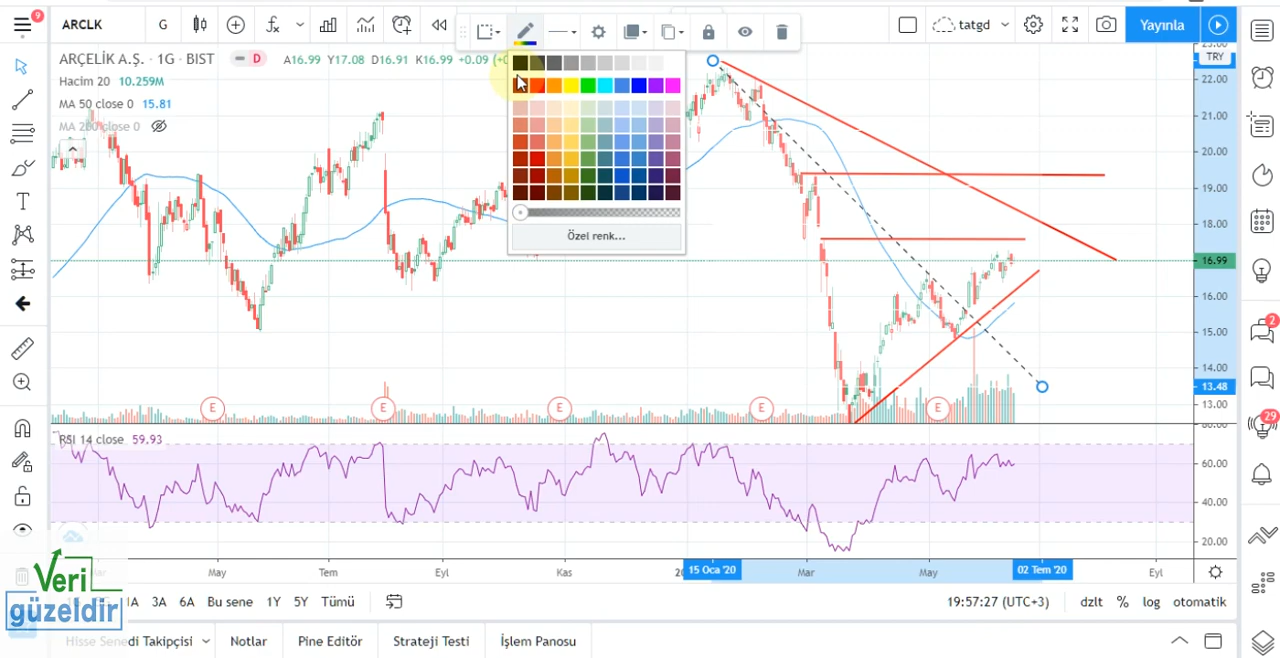 9
ARCLK
G
tatgd
Yayınla
ARÇELİK A.Ş. · 1G · BIST
D
A16.99 Y17.08 D16.91 K16.99 +0.09
Hacim 20 10.259M
MA 50 close 0 15.81
MA 200 close 0
Özel renk...
23.00
TRY
22.00
21.00
20.00
19.00
18.00
16.99
16.00
15.00
14.00
13.48
13.00
E E E E E
RSI 14 close 59.93
80.00
60.00
40.00
20.00
May Tem Eyl Kas 15 Oca '20 Mar May 02 Tem '20 Eyl
2
29
Veri
güzeldir
3A 6A Bu sene 1Y 5Y Tümü
19:57:27 (UTC+3) dzlt % log otomatik
Hisse Senedi Takipçisi Notlar Pine Editör Strateji Testi İşlem Panosu